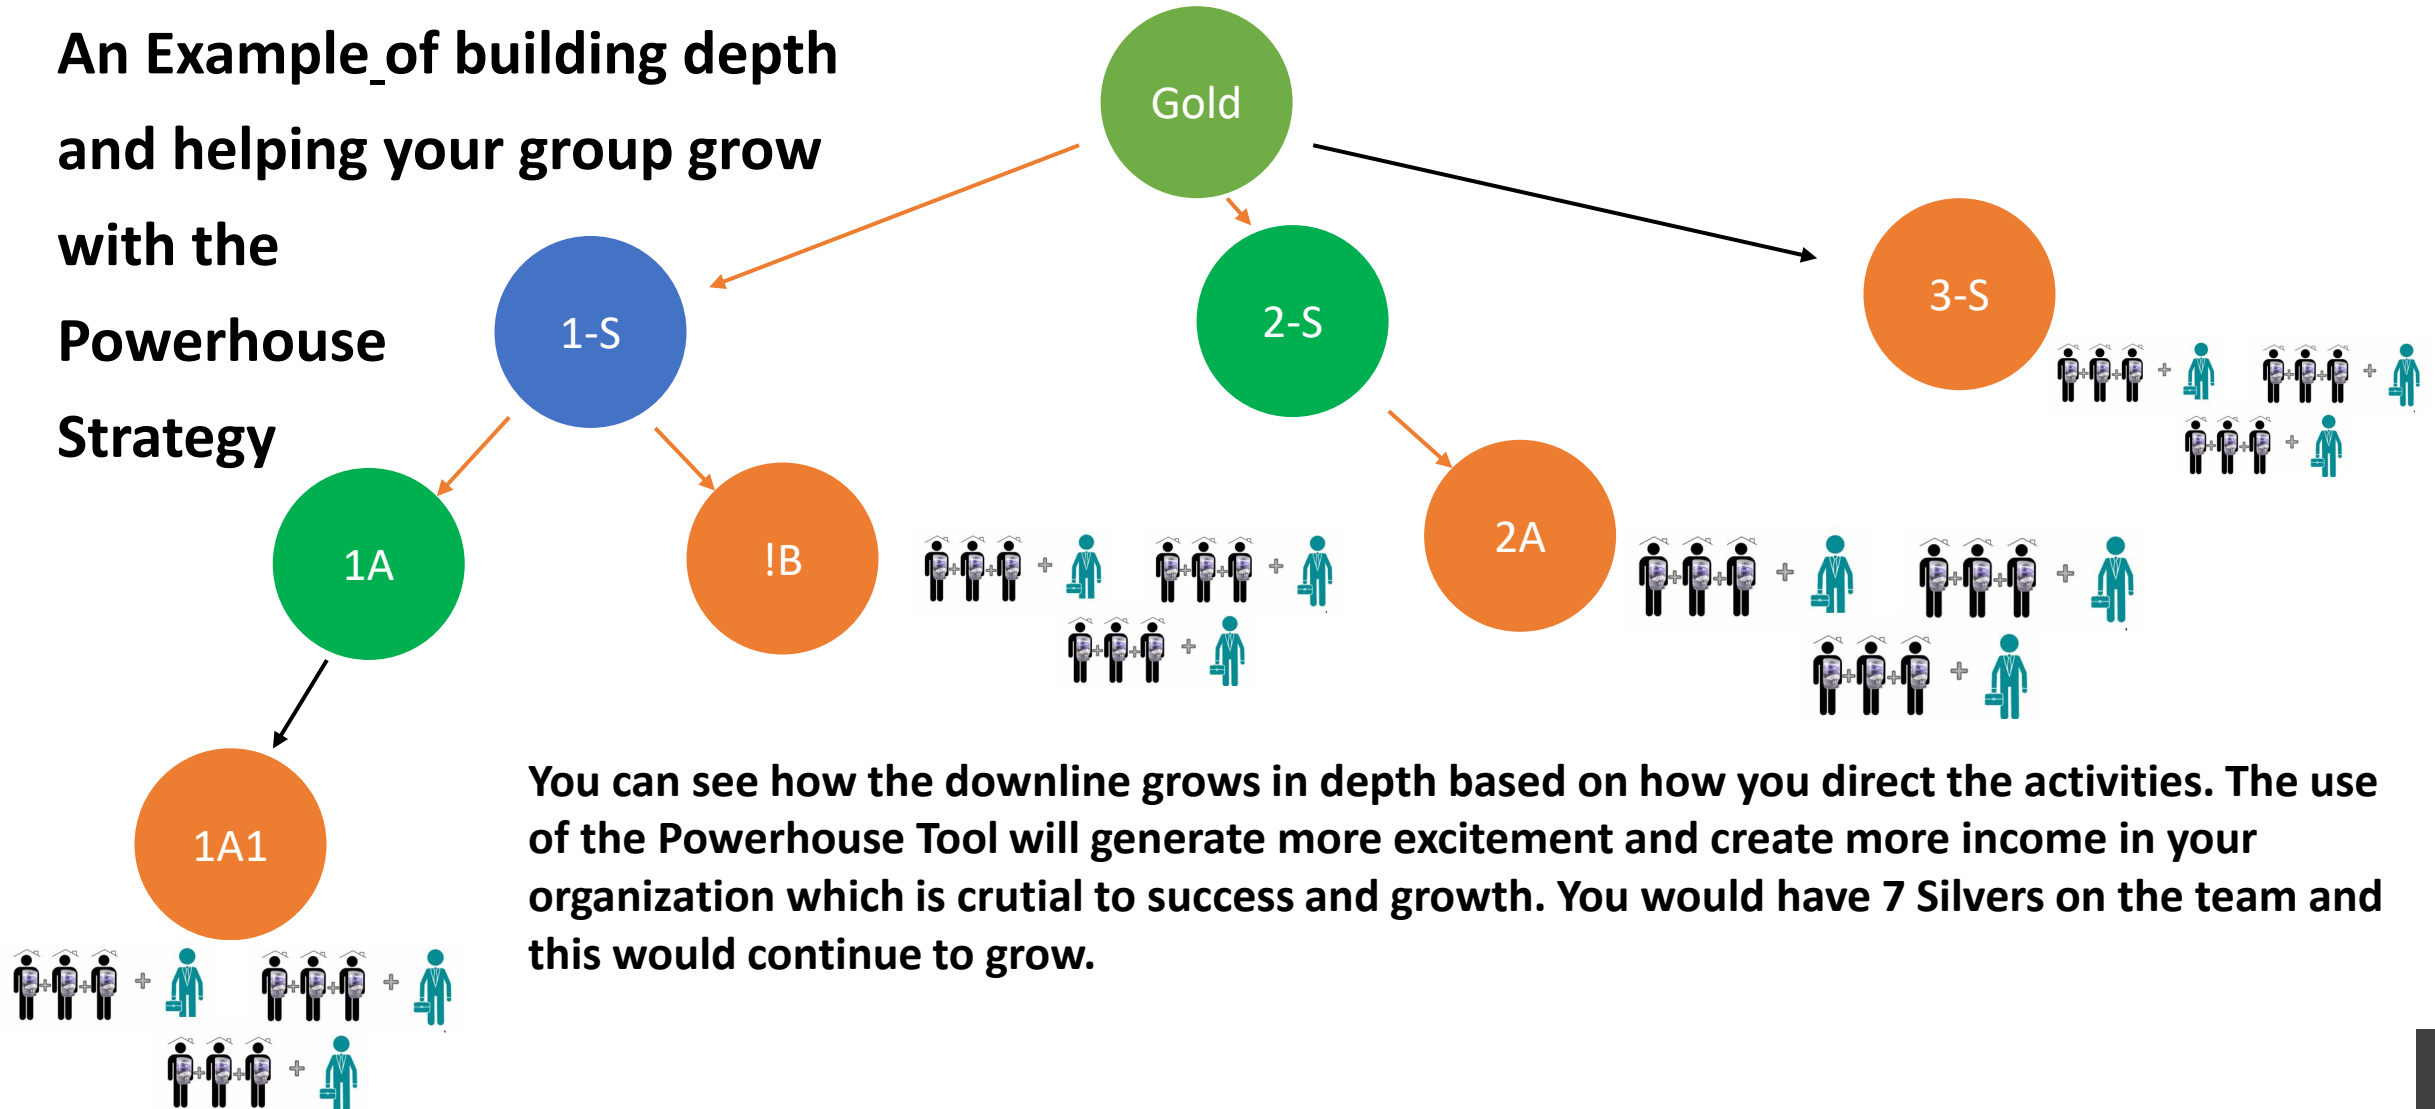 An Example of building depth
and helping your group grow
with the
Powerhouse
Strategy
Gold
1-S
2-S
3-S
1A
!B
2A
1A1
You can see how the downline grows in depth based on how you direct the activities. The use
of the Powerhouse Tool will generate more excitement and create more income in your
organization which is crutial to success and growth. You would have 7 Silvers on the team and
this would continue to grow.